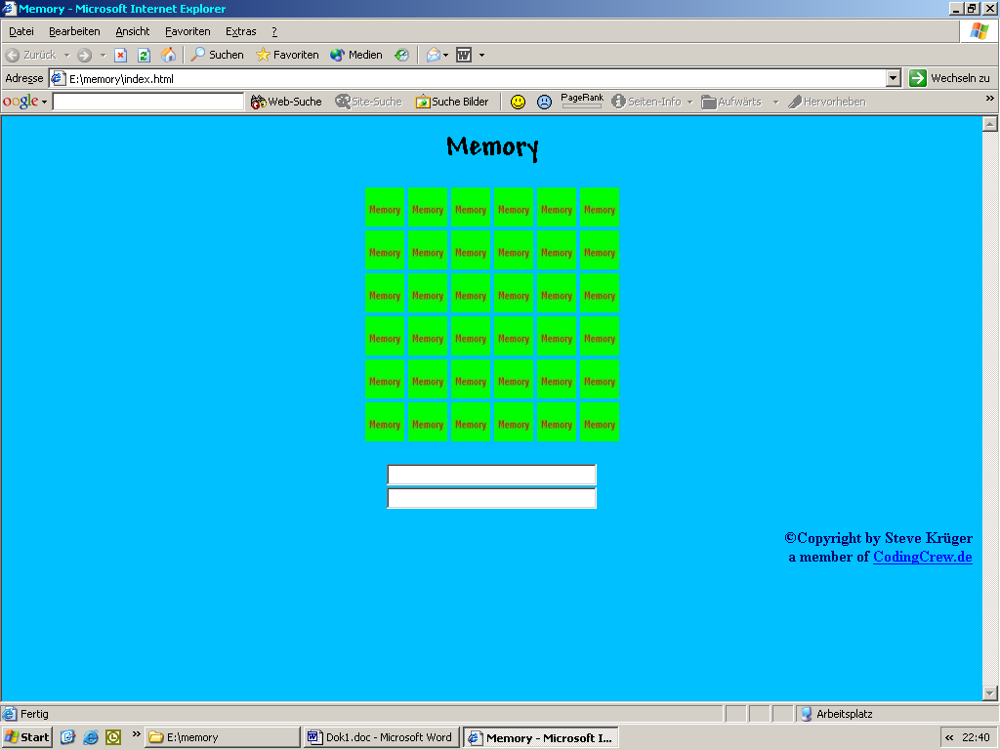 Memory - Microsoft Internet Explorer
Datei Bearbeiten Ansicht Favoriten Extras ?
Zurück Suchen Favoriten Medien
Adresse E:\memory\index.html Wechseln zu
oogle Web-Suche Site-Suche Suche Bilder PageRank Seiten-Info Aufwärts Hervorheben »
Memory
Memory Memory Memory Memory Memory Memory
Memory Memory Memory Memory Memory Memory
Memory Memory Memory Memory Memory Memory
Memory Memory Memory Memory Memory Memory
Memory Memory Memory Memory Memory Memory
Memory Memory Memory Memory Memory Memory
©Copyright by Steve Krüger
a member of CodingCrew.de
Fertig Arbeitsplatz
Start » E:\memory Dok1.doc - Microsoft Word Memory - Microsoft I... « 22:40